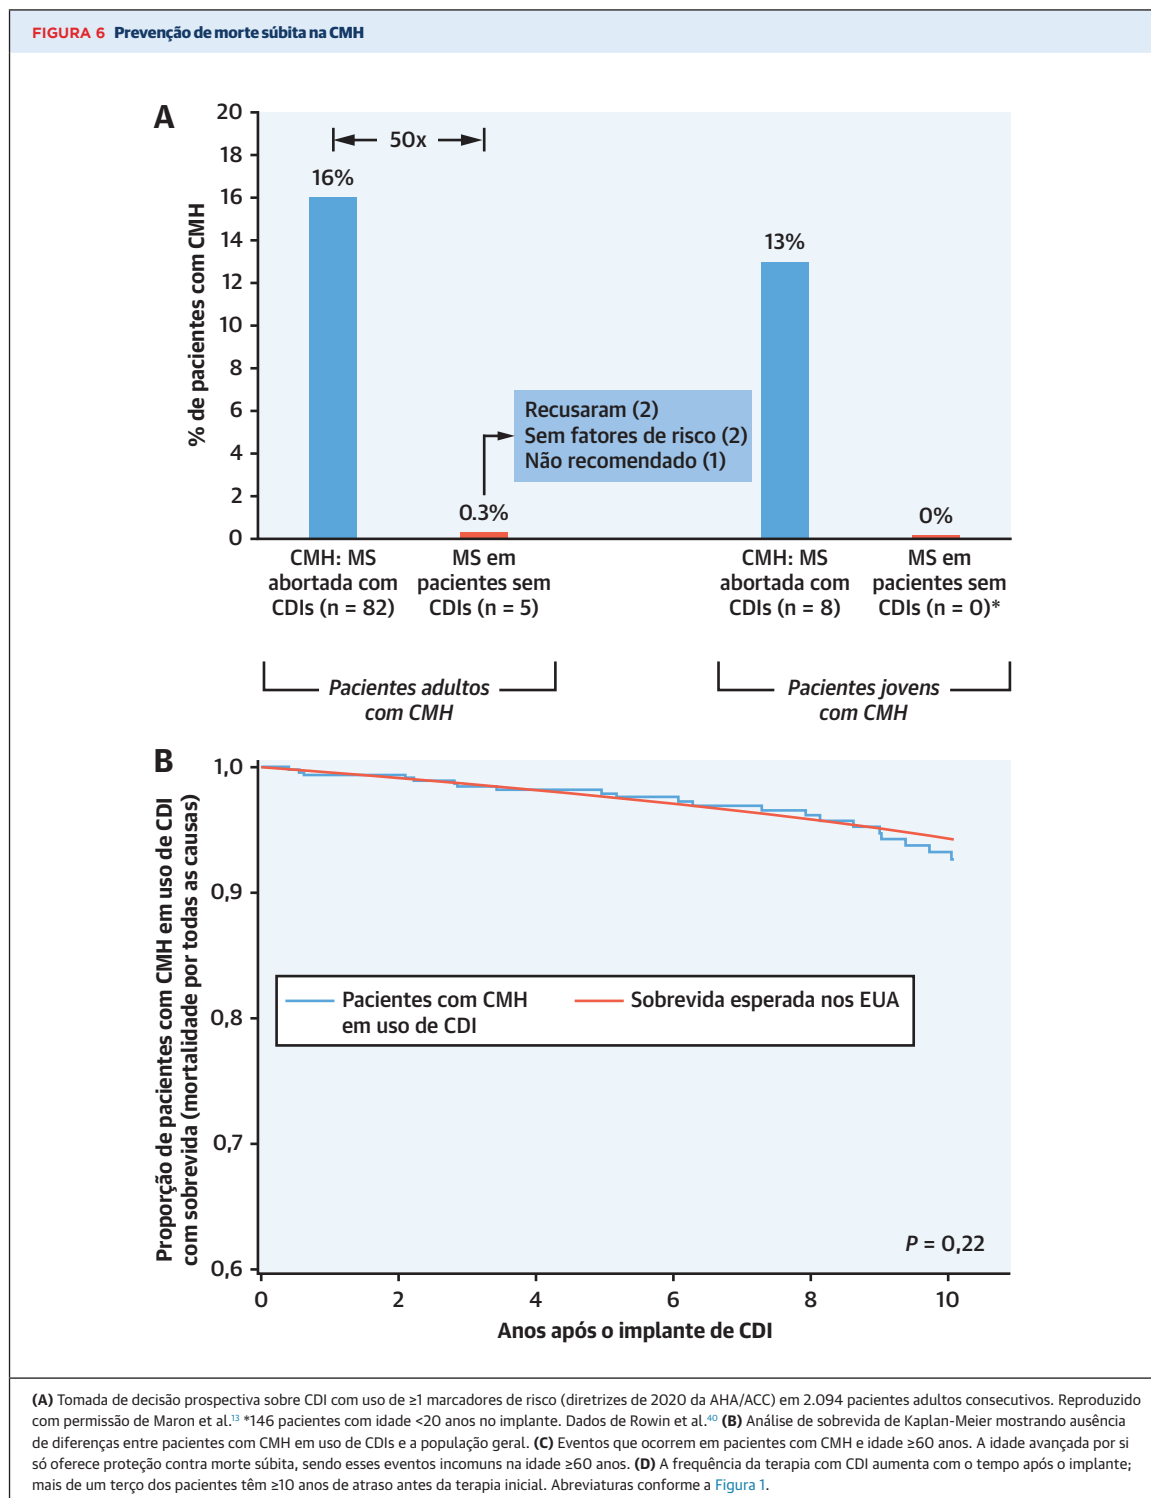 FIGURA 6 Prevenção de morte súbita na CMH
A
20
18
16
14
12
10
8
6
4
2
0
% de pacientes com CMH
50x
16%
0.3%
13%
0%
Recusaram (2)
Sem fatores de risco (2)
Não recomendado (1)
CMH: MS
abortada com
CDIs (n = 82)
MS em
pacientes sem
CDIs (n = 5)
CMH: MS
abortada com
CDIs (n = 8)
MS em
pacientes sem
CDIs (n = 0)*
Pacientes adultos
com CMH
Pacientes jovens
com CMH
B
1,0
0,9
0,8
0,7
0,6
Proporção de pacientes com CMH em uso de CDI
com sobrevida (mortalidade por todas as causas)
Pacientes com CMH
em uso de CDI
Sobrevida esperada nos EUA
P = 0,22
0 2 4 6 8 10
Anos após o implante de CDI
(A) Tomada de decisão prospectiva sobre CDI com uso de ≥1 marcadores de risco (diretrizes de 2020 da AHA/ACC) em 2.094 pacientes adultos consecutivos. Reproduzido
com permissão de Maron et al.¹³ *146 pacientes com idade <20 anos no implante. Dados de Rowin et al.⁴⁰ (B) Análise de sobrevida de Kaplan-Meier mostrando ausência
de diferenças entre pacientes com CMH em uso de CDIs e a população geral. (C) Eventos que ocorrem em pacientes com CMH e idade ≥60 anos. A idade avançada por si
só oferece proteção contra morte súbita, sendo esses eventos incomuns na idade ≥60 anos. (D) A frequência da terapia com CDI aumenta com o tempo após o implante;
mais de um terço dos pacientes têm ≥10 anos de atraso antes da terapia inicial. Abreviaturas conforme a Figura 1.